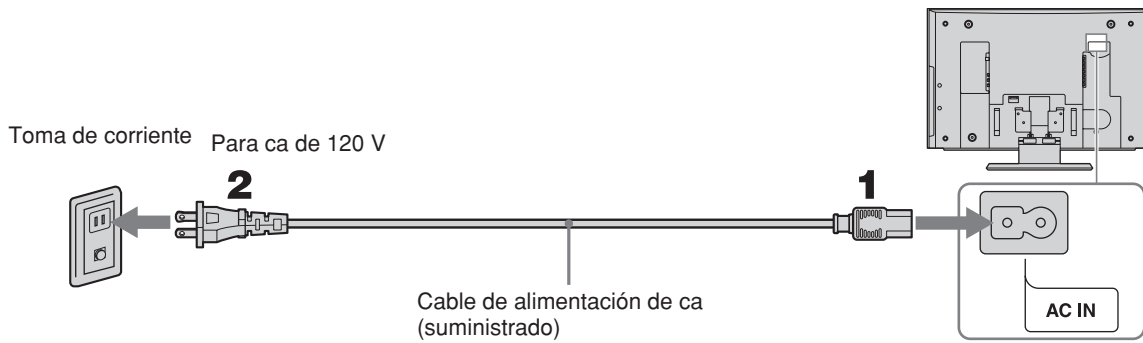 Toma de corriente
Para ca de 120 V
2
1
Cable de alimentación de ca
(suministrado)
AC IN